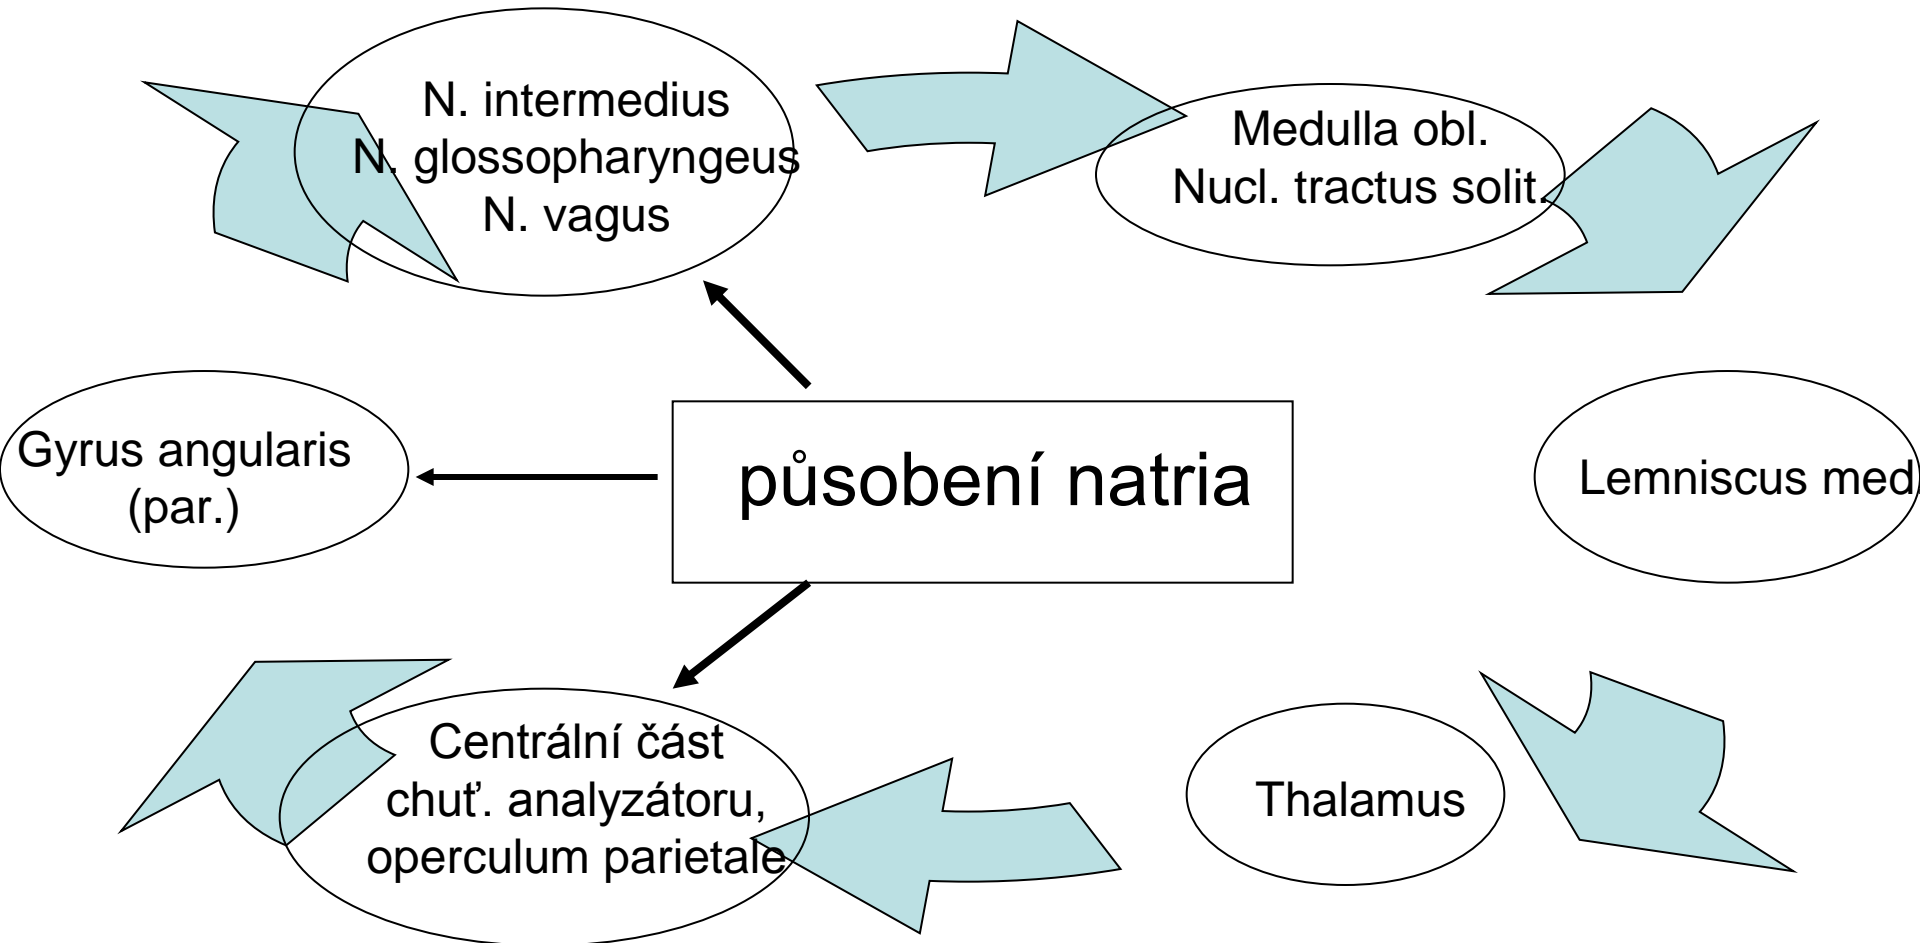 N. intermedius
N. glossopharyngeus
N. vagus
Medulla obl.
Nucl. tractus solit.
Gyrus angularis
(par.)
působení natria
Lemniscus med
Centrální část
chuť. analyzátoru,
operculum parietale
Thalamus